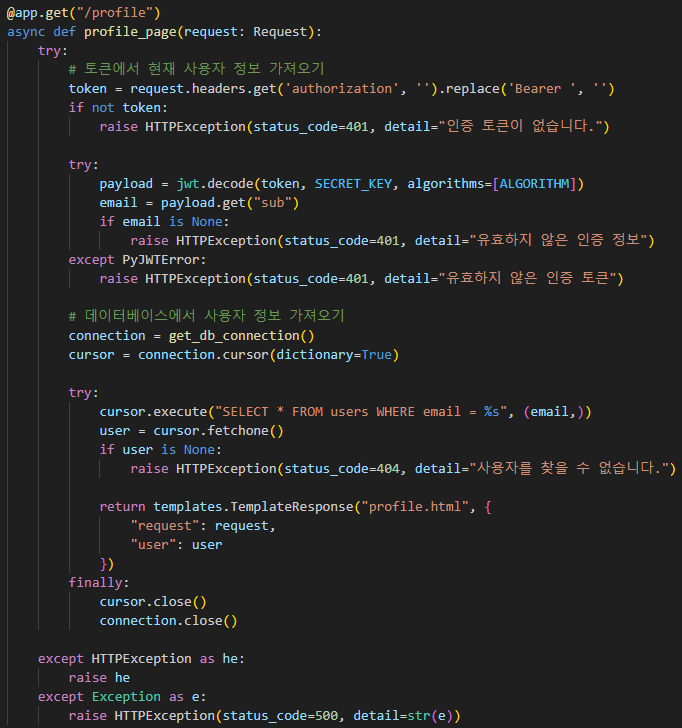 @app.get("/profile")
async def profile_page(request: Request):
    try:
        # 토큰에서 현재 사용자 정보 가져오기
        token = request.headers.get('authorization', '').replace('Bearer ', '')
        if not token:
            raise HTTPException(status_code=401, detail="인증 토큰이 없습니다.")

        try:
            payload = jwt.decode(token, SECRET_KEY, algorithms=[ALGORITHM])
            email = payload.get("sub")
            if email is None:
                raise HTTPException(status_code=401, detail="유효하지 않은 인증 정보")
        except PyJWTError:
            raise HTTPException(status_code=401, detail="유효하지 않은 인증 토큰")

        # 데이터베이스에서 사용자 정보 가져오기
        connection = get_db_connection()
        cursor = connection.cursor(dictionary=True)

        try:
            cursor.execute("SELECT * FROM users WHERE email = %s", (email,))
            user = cursor.fetchone()
            if user is None:
                raise HTTPException(status_code=404, detail="사용자를 찾을 수 없습니다.")

            return templates.TemplateResponse("profile.html", {
                "request": request,
                "user": user
            })
        finally:
            cursor.close()
            connection.close()

    except HTTPException as he:
        raise he
    except Exception as e:
        raise HTTPException(status_code=500, detail=str(e))